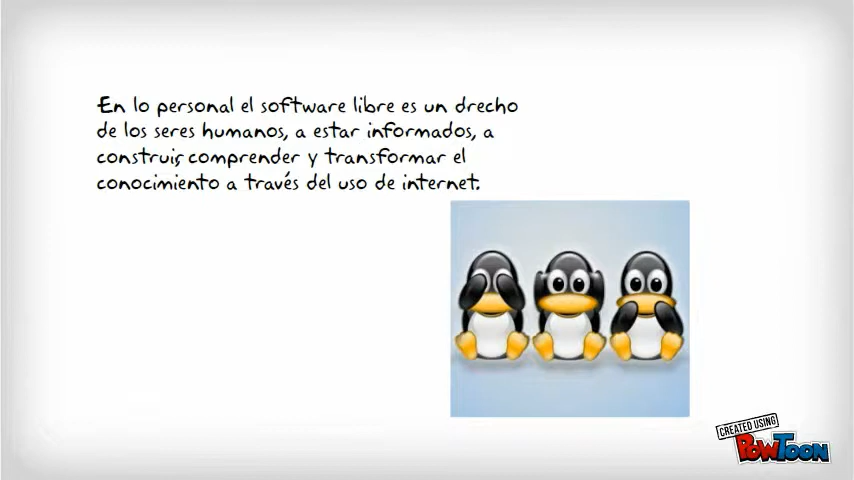 En lo personal el software libre es un drecho
de los seres humanos, a estar informados, a
construir, comprender y transformar el
conocimiento a través del uso de internet.
CREATED USING
POWTOON